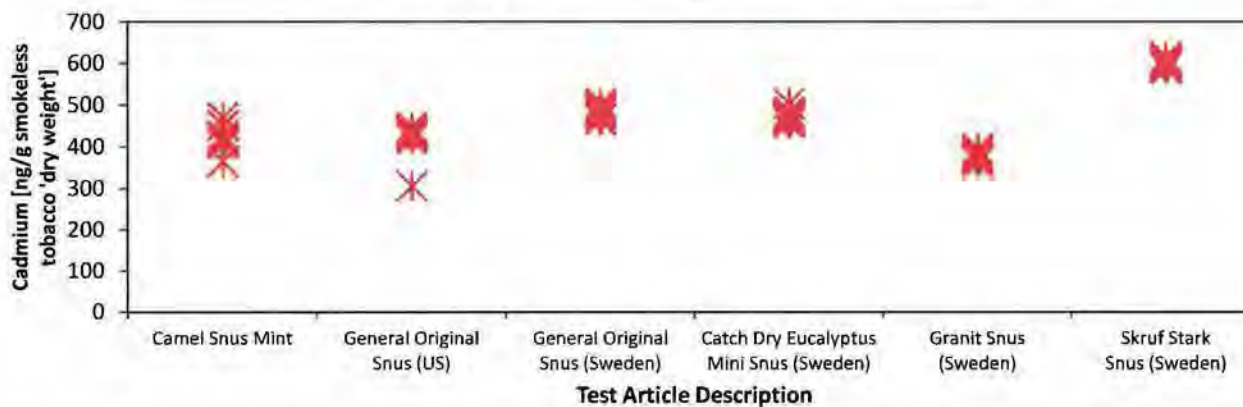 Cadmium [ng/g smokeless
tobacco 'dry weight']
700
600
500
400
300
200
100
0
Camel Snus Mint
General Original
Snus (US)
General Original
Snus (Sweden)
Catch Dry Eucalyptus
Mini Snus (Sweden)
Granit Snus
(Sweden)
Skruf Stark
Snus (Sweden)
Test Article Description